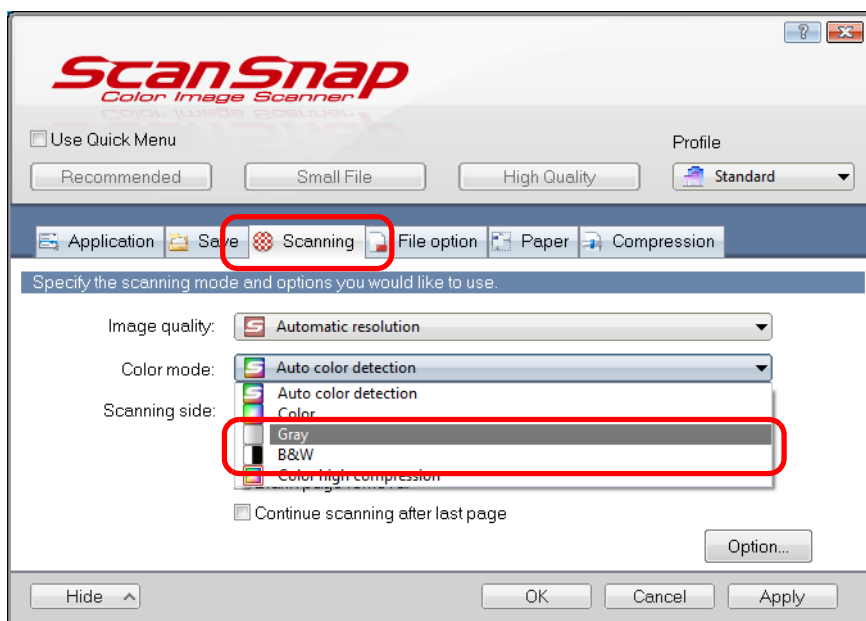 ScanSnap
Color Image Scanner
Use Quick Menu
Profile
Recommended
Small File
High Quality
Standard
Application
Save
Scanning
File option
Paper
Compression
Specify the scanning mode and options you would like to use.
Image quality:
Automatic resolution
Color mode:
Auto color detection
Auto color detection
Scanning side:
Color
Gray
B&W
Color high compression
Blank page removal
Continue scanning after last page
Option...
Hide
OK
Cancel
Apply